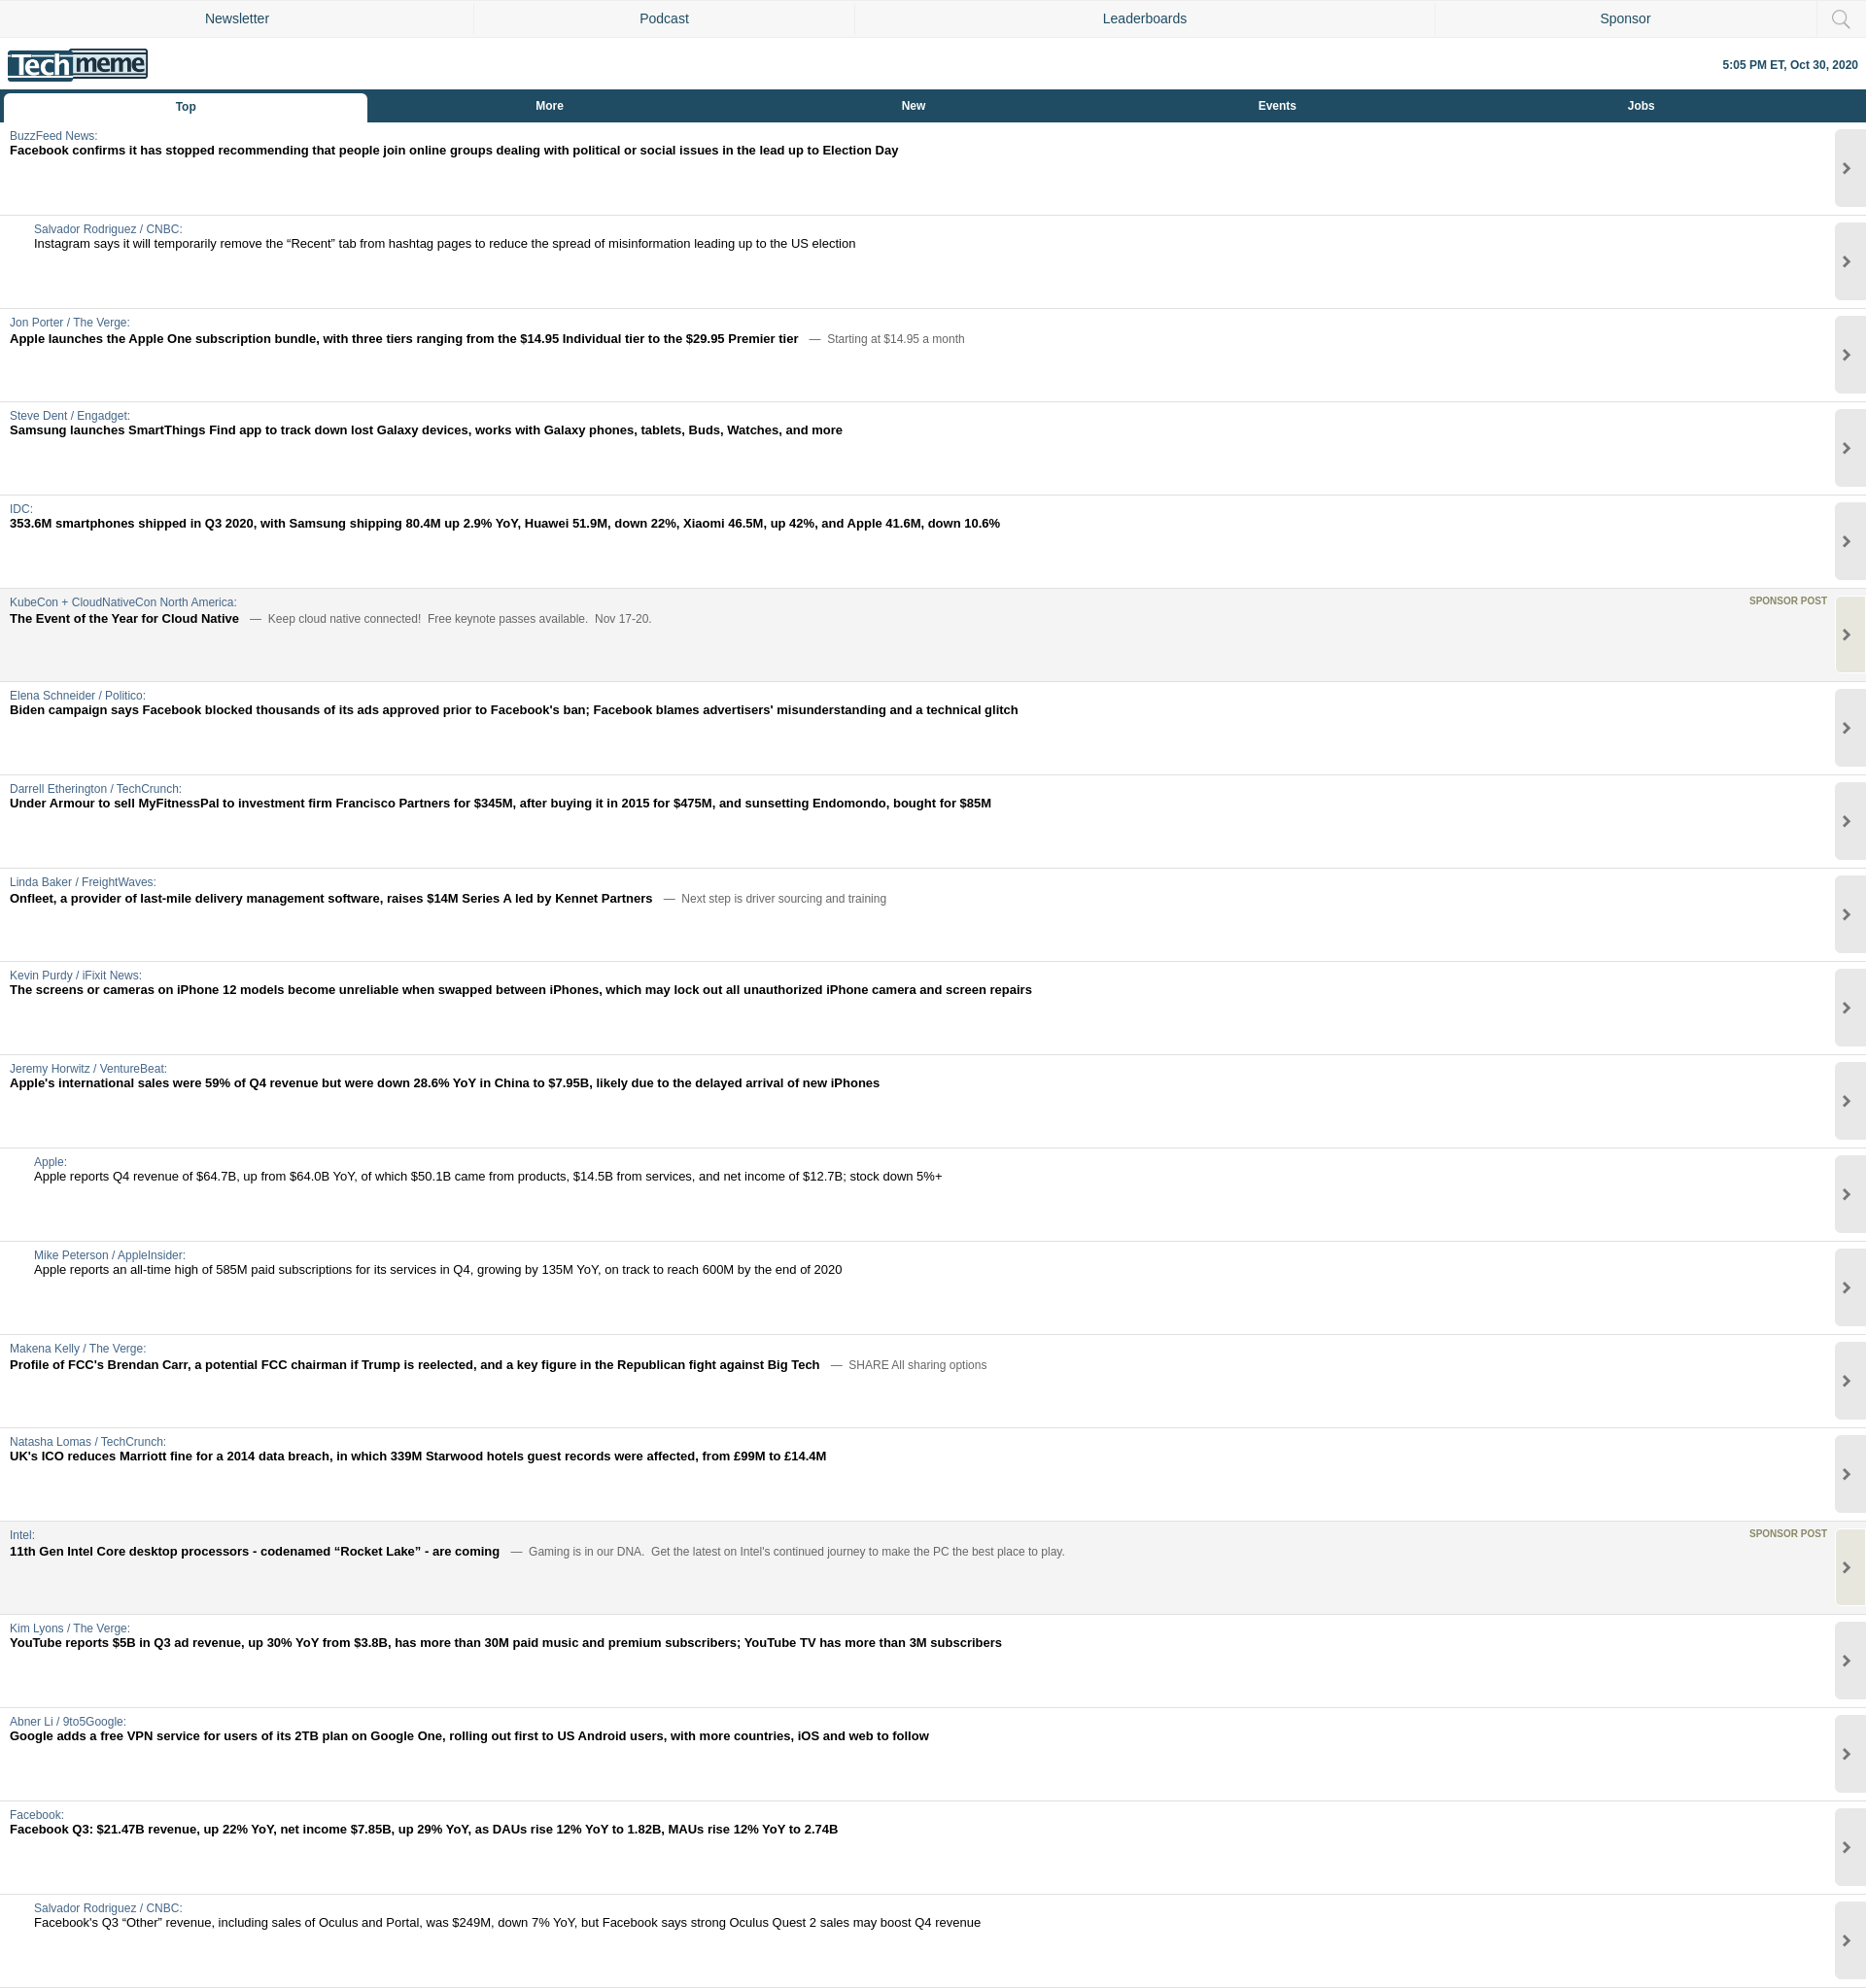 Newsletter
Podcast
Leaderboards
Sponsor
Techmeme
5:05 PM ET, Oct 30, 2020
Top
More
New
Events
Jobs
BuzzFeed News:
Facebook confirms it has stopped recommending that people join online groups dealing with political or social issues in the lead up to Election Day
Salvador Rodriguez / CNBC:
Instagram says it will temporarily remove the “Recent” tab from hashtag pages to reduce the spread of misinformation leading up to the US election
Jon Porter / The Verge:
Apple launches the Apple One subscription bundle, with three tiers ranging from the $14.95 Individual tier to the $29.95 Premier tier — Starting at $14.95 a month
Steve Dent / Engadget:
Samsung launches SmartThings Find app to track down lost Galaxy devices, works with Galaxy phones, tablets, Buds, Watches, and more
IDC:
353.6M smartphones shipped in Q3 2020, with Samsung shipping 80.4M up 2.9% YoY, Huawei 51.9M, down 22%, Xiaomi 46.5M, up 42%, and Apple 41.6M, down 10.6%
KubeCon + CloudNativeCon North America:
SPONSOR POST
The Event of the Year for Cloud Native — Keep cloud native connected! Free keynote passes available. Nov 17-20.
Elena Schneider / Politico:
Biden campaign says Facebook blocked thousands of its ads approved prior to Facebook's ban; Facebook blames advertisers' misunderstanding and a technical glitch
Darrell Etherington / TechCrunch:
Under Armour to sell MyFitnessPal to investment firm Francisco Partners for $345M, after buying it in 2015 for $475M, and sunsetting Endomondo, bought for $85M
Linda Baker / FreightWaves:
Onfleet, a provider of last-mile delivery management software, raises $14M Series A led by Kennet Partners — Next step is driver sourcing and training
Kevin Purdy / iFixit News:
The screens or cameras on iPhone 12 models become unreliable when swapped between iPhones, which may lock out all unauthorized iPhone camera and screen repairs
Jeremy Horwitz / VentureBeat:
Apple's international sales were 59% of Q4 revenue but were down 28.6% YoY in China to $7.95B, likely due to the delayed arrival of new iPhones
Apple:
Apple reports Q4 revenue of $64.7B, up from $64.0B YoY, of which $50.1B came from products, $14.5B from services, and net income of $12.7B; stock down 5%+
Mike Peterson / AppleInsider:
Apple reports an all-time high of 585M paid subscriptions for its services in Q4, growing by 135M YoY, on track to reach 600M by the end of 2020
Makena Kelly / The Verge:
Profile of FCC's Brendan Carr, a potential FCC chairman if Trump is reelected, and a key figure in the Republican fight against Big Tech — SHARE All sharing options
Natasha Lomas / TechCrunch:
UK's ICO reduces Marriott fine for a 2014 data breach, in which 339M Starwood hotels guest records were affected, from £99M to £14.4M
Intel:
SPONSOR POST
11th Gen Intel Core desktop processors - codenamed “Rocket Lake” - are coming — Gaming is in our DNA. Get the latest on Intel's continued journey to make the PC the best place to play.
Kim Lyons / The Verge:
YouTube reports $5B in Q3 ad revenue, up 30% YoY from $3.8B, has more than 30M paid music and premium subscribers; YouTube TV has more than 3M subscribers
Abner Li / 9to5Google:
Google adds a free VPN service for users of its 2TB plan on Google One, rolling out first to US Android users, with more countries, iOS and web to follow
Facebook:
Facebook Q3: $21.47B revenue, up 22% YoY, net income $7.85B, up 29% YoY, as DAUs rise 12% YoY to 1.82B, MAUs rise 12% YoY to 2.74B
Salvador Rodriguez / CNBC:
Facebook's Q3 “Other” revenue, including sales of Oculus and Portal, was $249M, down 7% YoY, but Facebook says strong Oculus Quest 2 sales may boost Q4 revenue